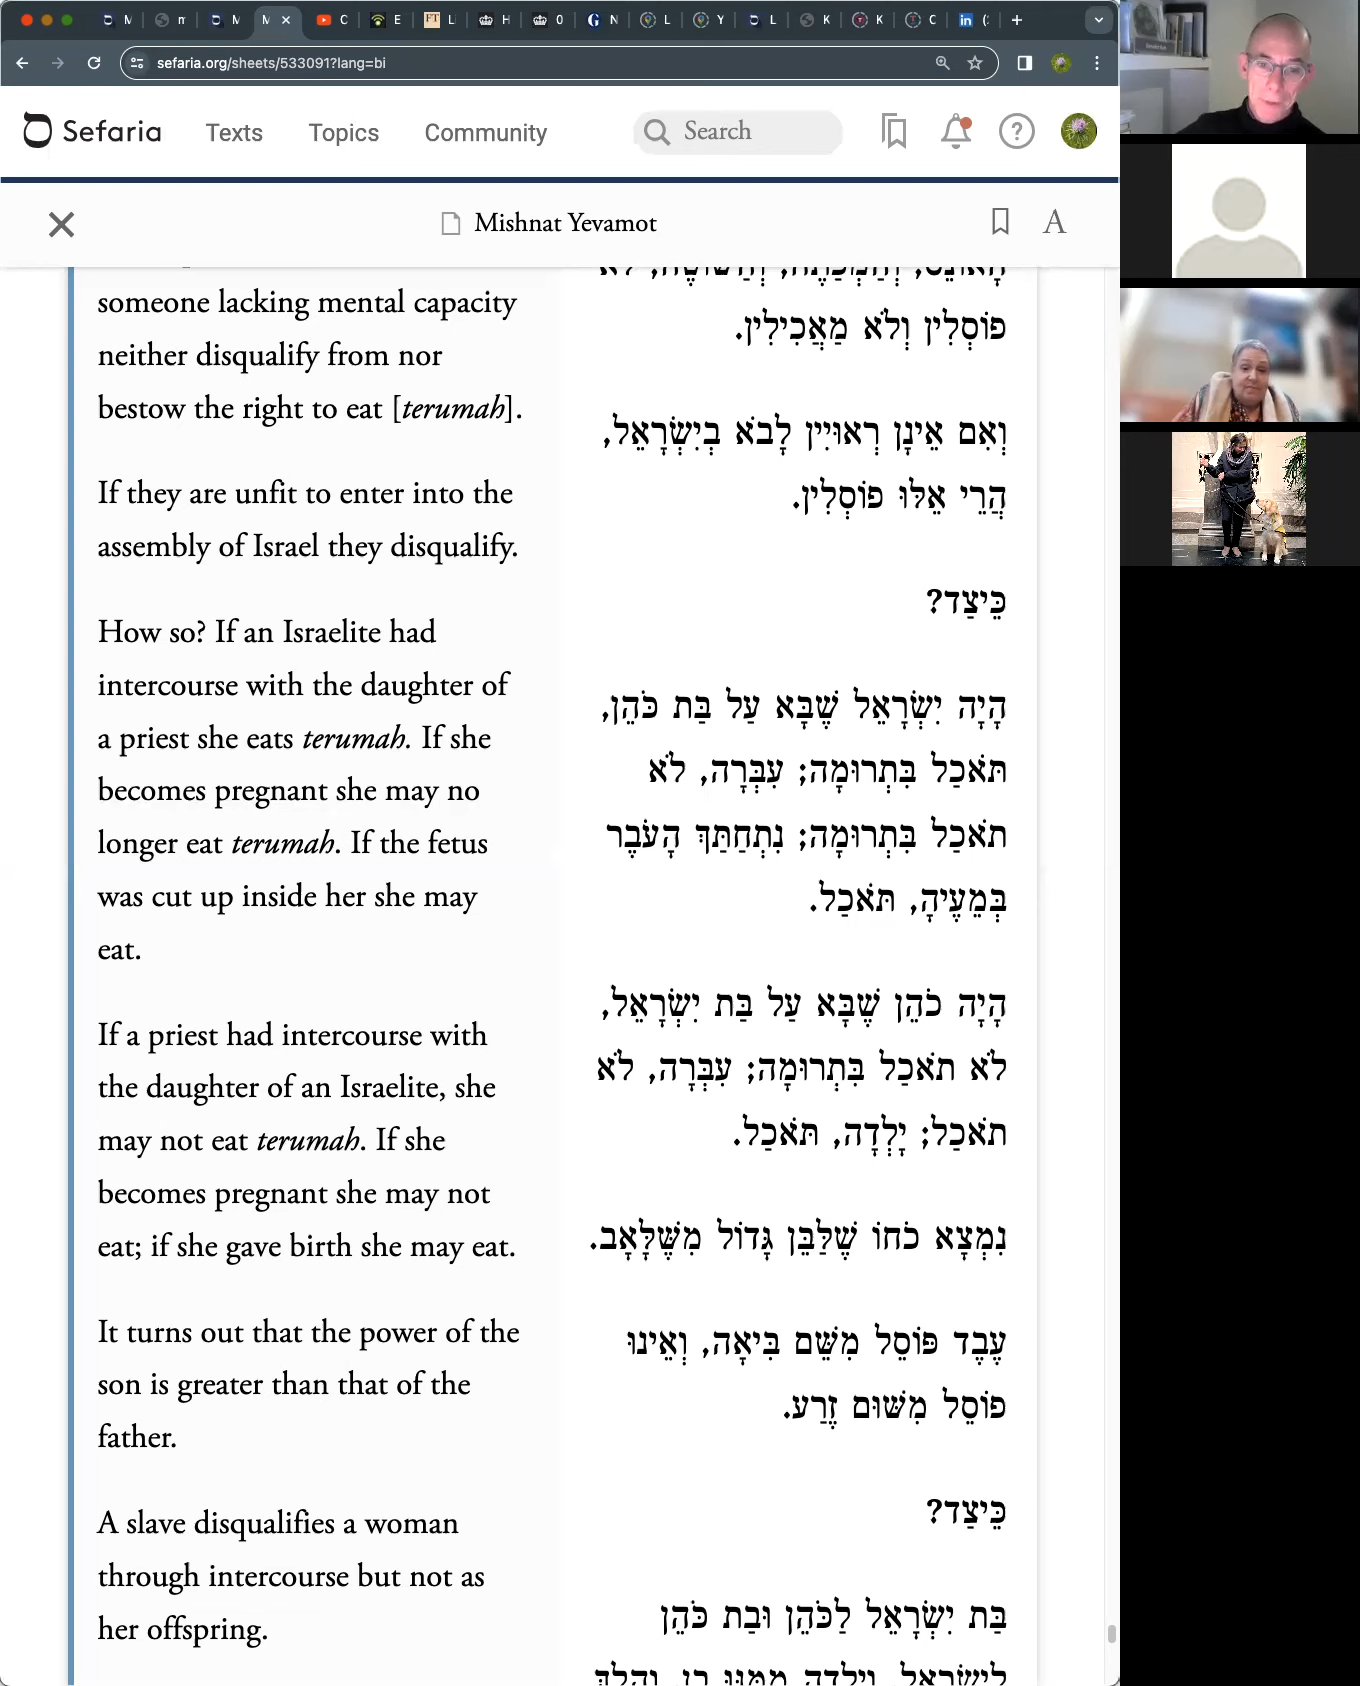 M
m
M
M
C
E
FT L
H
O
G N
L
Y
L
K
K
C
in (
sefaria.org/sheets/533091?lang=bi
Sefaria
Texts
Topics
Community
Search
Mishnat Yevamot
A
someone lacking mental capacity
neither disqualify from nor
bestow the right to eat [terumah].
If they are unfit to enter into the
assembly of Israel they disqualify.
How so? If an Israelite had
intercourse with the daughter of
a priest she eats terumah. If she
becomes pregnant she may no
longer eat terumah. If the fetus
was cut up inside her she may
eat.
If a priest had intercourse with
the daughter of an Israelite, she
may not eat terumah. If she
becomes pregnant she may not
eat; if she gave birth she may eat.
It turns out that the power of the
son is greater than that of the
father.
A slave disqualifies a woman
through intercourse but not as
her offspring.
פוֹסְלִין וְלֹא מַאֲכִילִין.
וְאִם אֵינָן רְאוּיִין לָבֹא בְיִשְׂרָאֵל,
הֲרֵי אֵלּוּ פוֹסְלִין.
כֵּיצַד?
הָיָה יִשְׂרָאֵל שֶׁבָּא עַל בַּת כֹּהֵן,
תֹּאכַל בִּתְרוּמָה; עִבְּרָה, לֹא
תֹאכַל בִּתְרוּמָה; נִתְחַתַּךְ הָעֹבֶר
בְּמֵעֶיהָ, תֹּאכַל.
הָיָה כֹהֵן שֶׁבָּא עַל בַּת יִשְׂרָאֵל,
לֹא תֹאכַל בִּתְרוּמָה; עִבְּרָה, לֹא
תֹאכַל; יָלְדָה, תֹּאכַל.
נִמְצָא כֹחוֹ שֶׁלַּבֵּן גָּדוֹל מִשֶּׁלָּאָב.
עֶבֶד פּוֹסֵל מִשֵּׁם בִּיאָה, וְאֵינוּ
פוֹסֵל מִשּׁוּם זֶרַע.
כֵּיצַד?
בַּת יִשְׂרָאֵל לַכֹּהֵן וּבַת כֹּהֵן